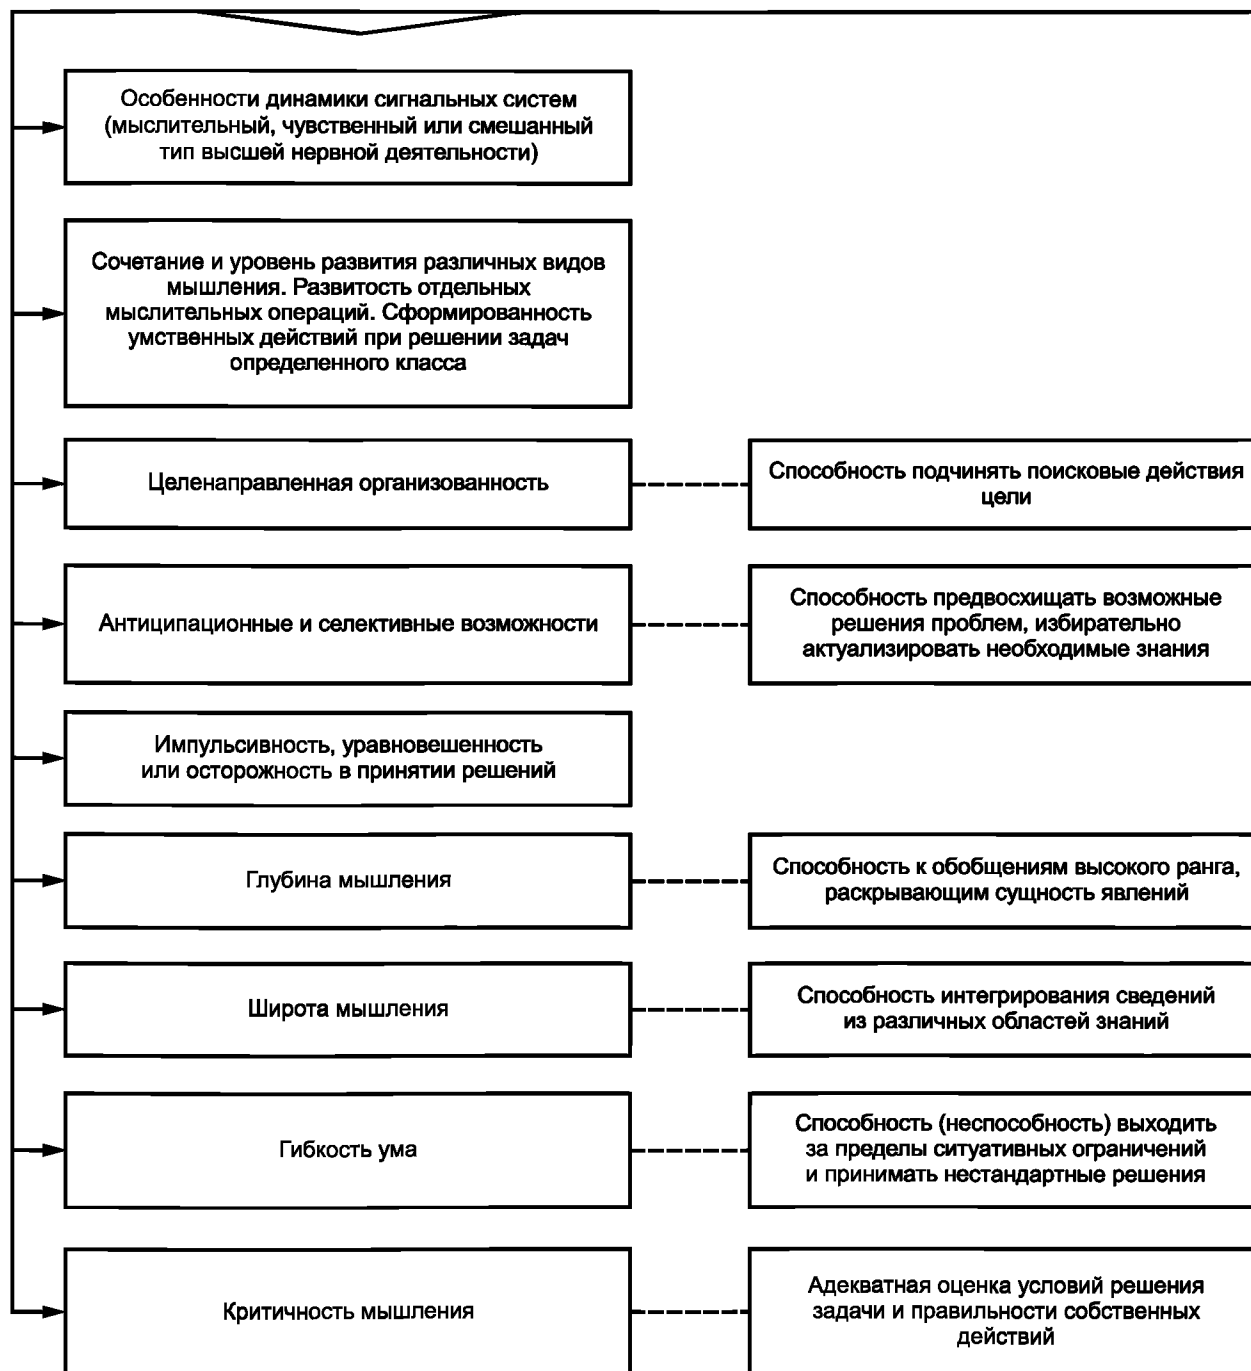 Особенности динамики сигнальных систем
(мыслительный, чувственный или смешанный
тип высшей нервной деятельности)
Сочетание и уровень развития различных видов
мышления. Развитость отдельных
мыслительных операций. Сформированность
умственных действий при решении задач
определенного класса
Целенаправленная организованность
Способность подчинять поисковые действия
цели
Антиципационные и селективные возможности
Способность предвосхищать возможные
решения проблем, избирательно
актуализировать необходимые знания
Импульсивность, уравновешенность
или осторожность в принятии решений
Глубина мышления
Способность к обобщениям высокого ранга,
раскрывающим сущность явлений
Широта мышления
Способность интегрирования сведений
из различных областей знаний
Гибкость ума
Способность (неспособность) выходить
за пределы ситуативных ограничений
и принимать нестандартные решения
Критичность мышления
Адекватная оценка условий решения
задачи и правильности собственных
действий